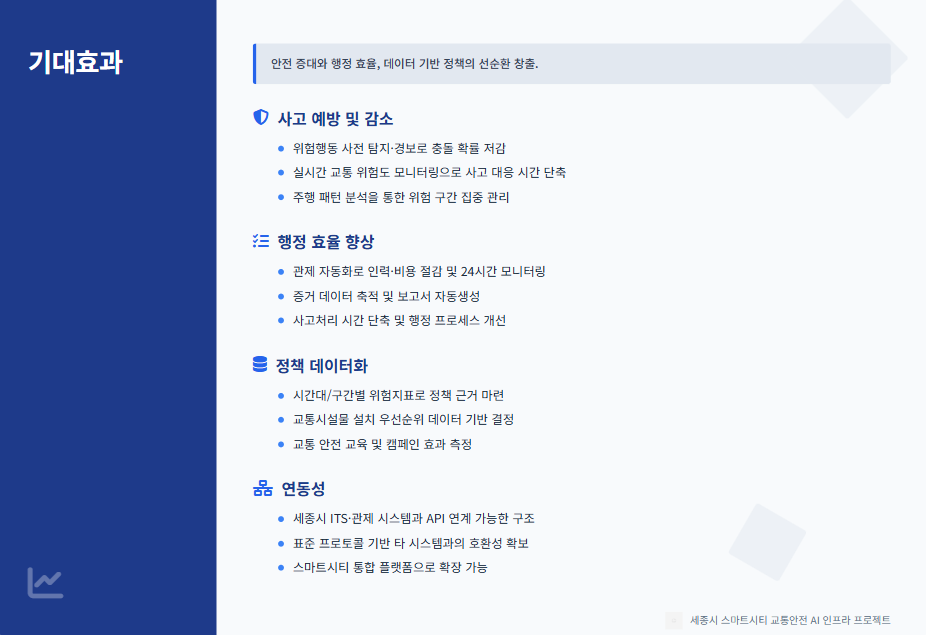 기대효과
안전 증대와 행정 효율, 데이터 기반 정책의 선순환 창출.
사고 예방 및 감소
위험행동 사전 탐지·경보로 충돌 확률 저감
실시간 교통 위험도 모니터링으로 사고 대응 시간 단축
주행 패턴 분석을 통한 위험 구간 집중 관리
행정 효율 향상
관제 자동화로 인력·비용 절감 및 24시간 모니터링
증거 데이터 축적 및 보고서 자동생성
사고처리 시간 단축 및 행정 프로세스 개선
정책 데이터화
시간대/구간별 위험지표로 정책 근거 마련
교통시설물 설치 우선순위 데이터 기반 결정
교통 안전 교육 및 캠페인 효과 측정
연동성
세종시 ITS·관제 시스템과 API 연계 가능한 구조
표준 프로토콜 기반 타 시스템과의 호환성 확보
스마트시티 통합 플랫폼으로 확장 가능
세종시 스마트시티 교통안전 AI 인프라 프로젝트